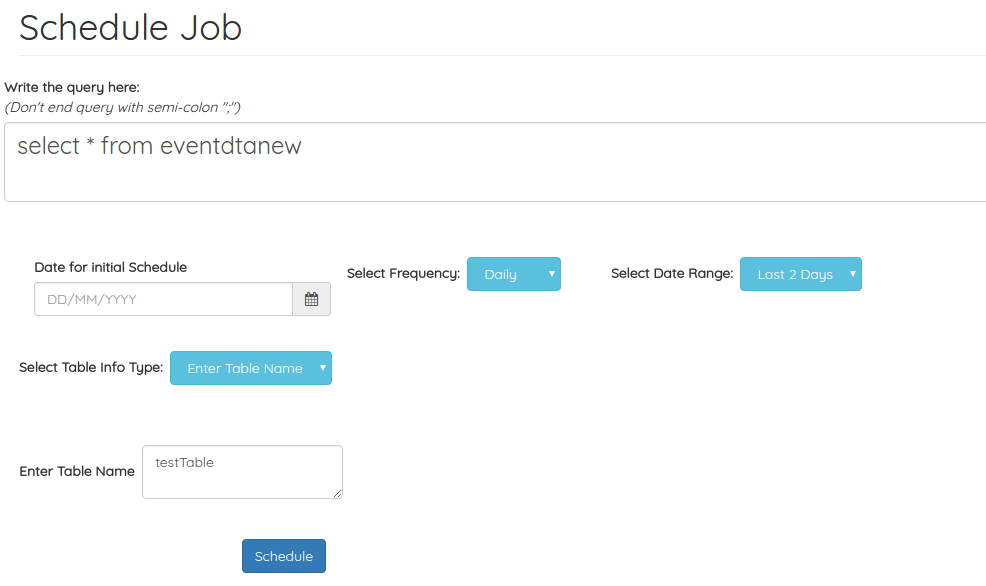 Schedule Job
Write the query here:
(Don't end query with semi-colon ";")
select * from eventdtanew
Date for initial Schedule
DD/MM/YYYY
Select Frequency: Daily
Select Date Range: Last 2 Days
Select Table Info Type: Enter Table Name
Enter Table Name testTable
Schedule